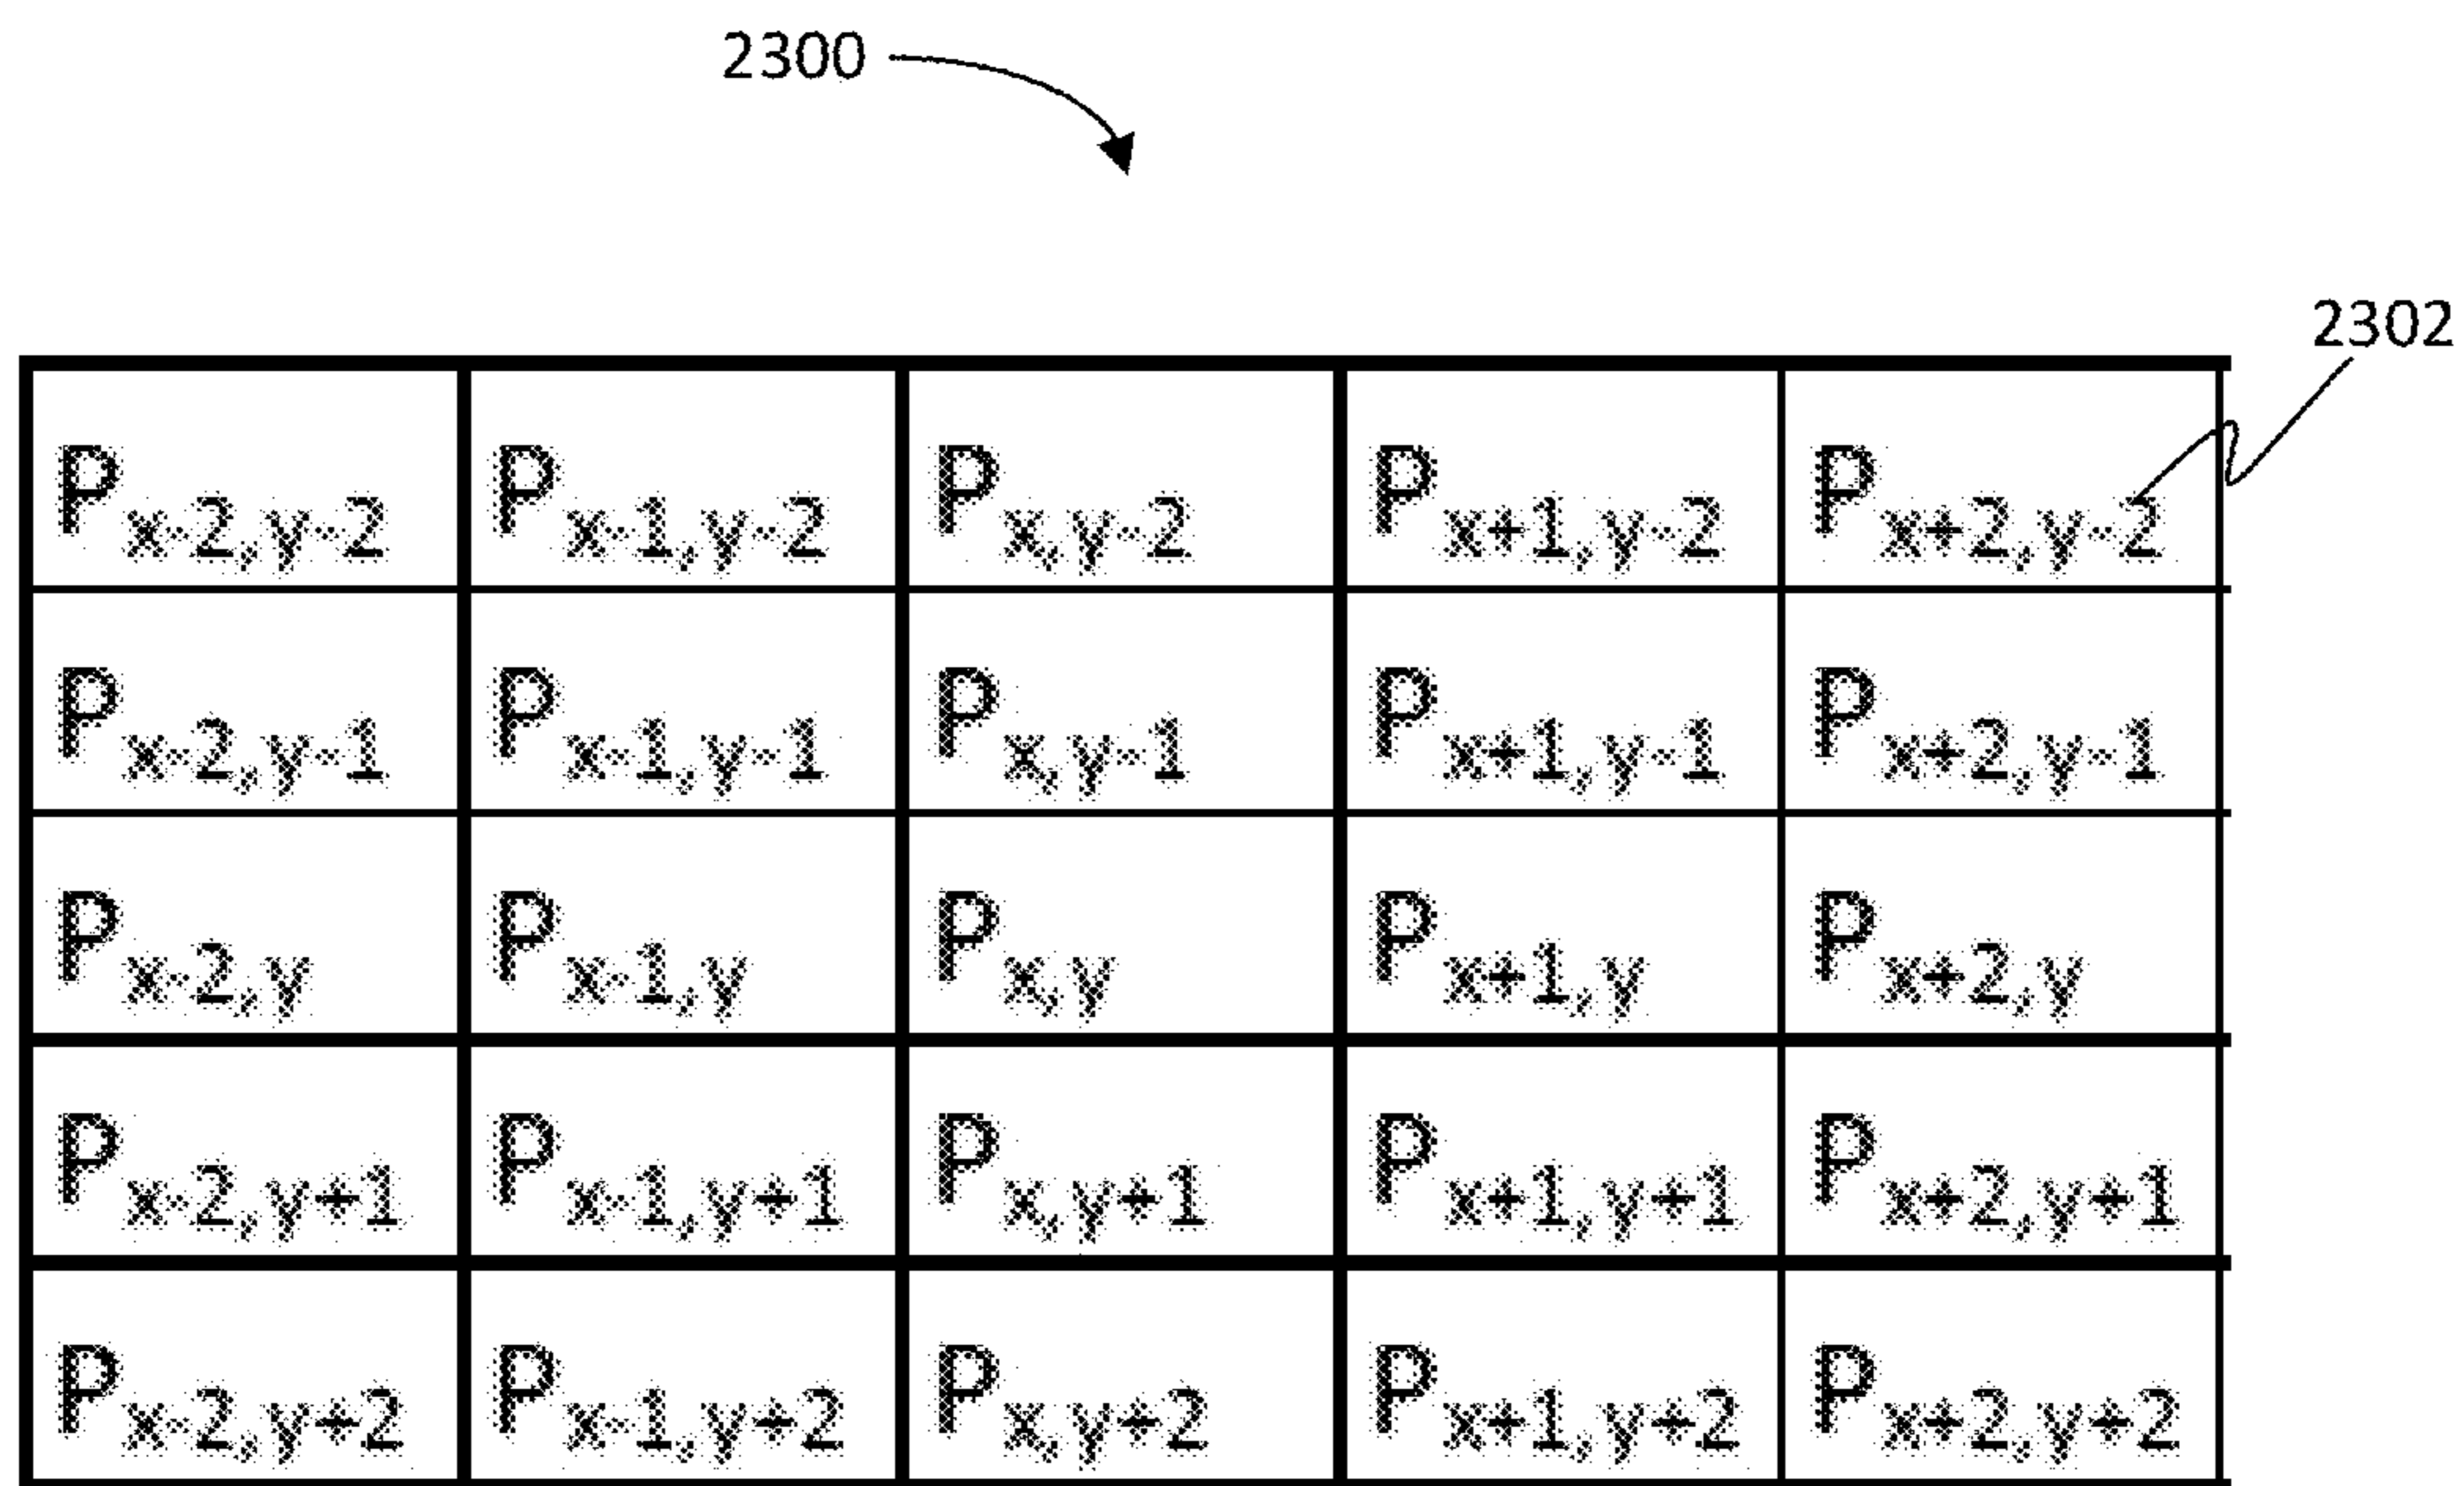 2300
2302
Px-2,y-2 Px-1,y-2 Px,y-2 Px+1,y-2 Px+2,y-2
Px-2,y-1 Px-1,y-1 Px,y-1 Px+1,y-1 Px+2,y-1
Px-2,y Px-1,y Px,y Px+1,y Px+2,y
Px-2,y+1 Px-1,y+1 Px,y+1 Px+1,y+1 Px+2,y+1
Px-2,y+2 Px-1,y+2 Px,y+2 Px+1,y+2 Px+2,y+2